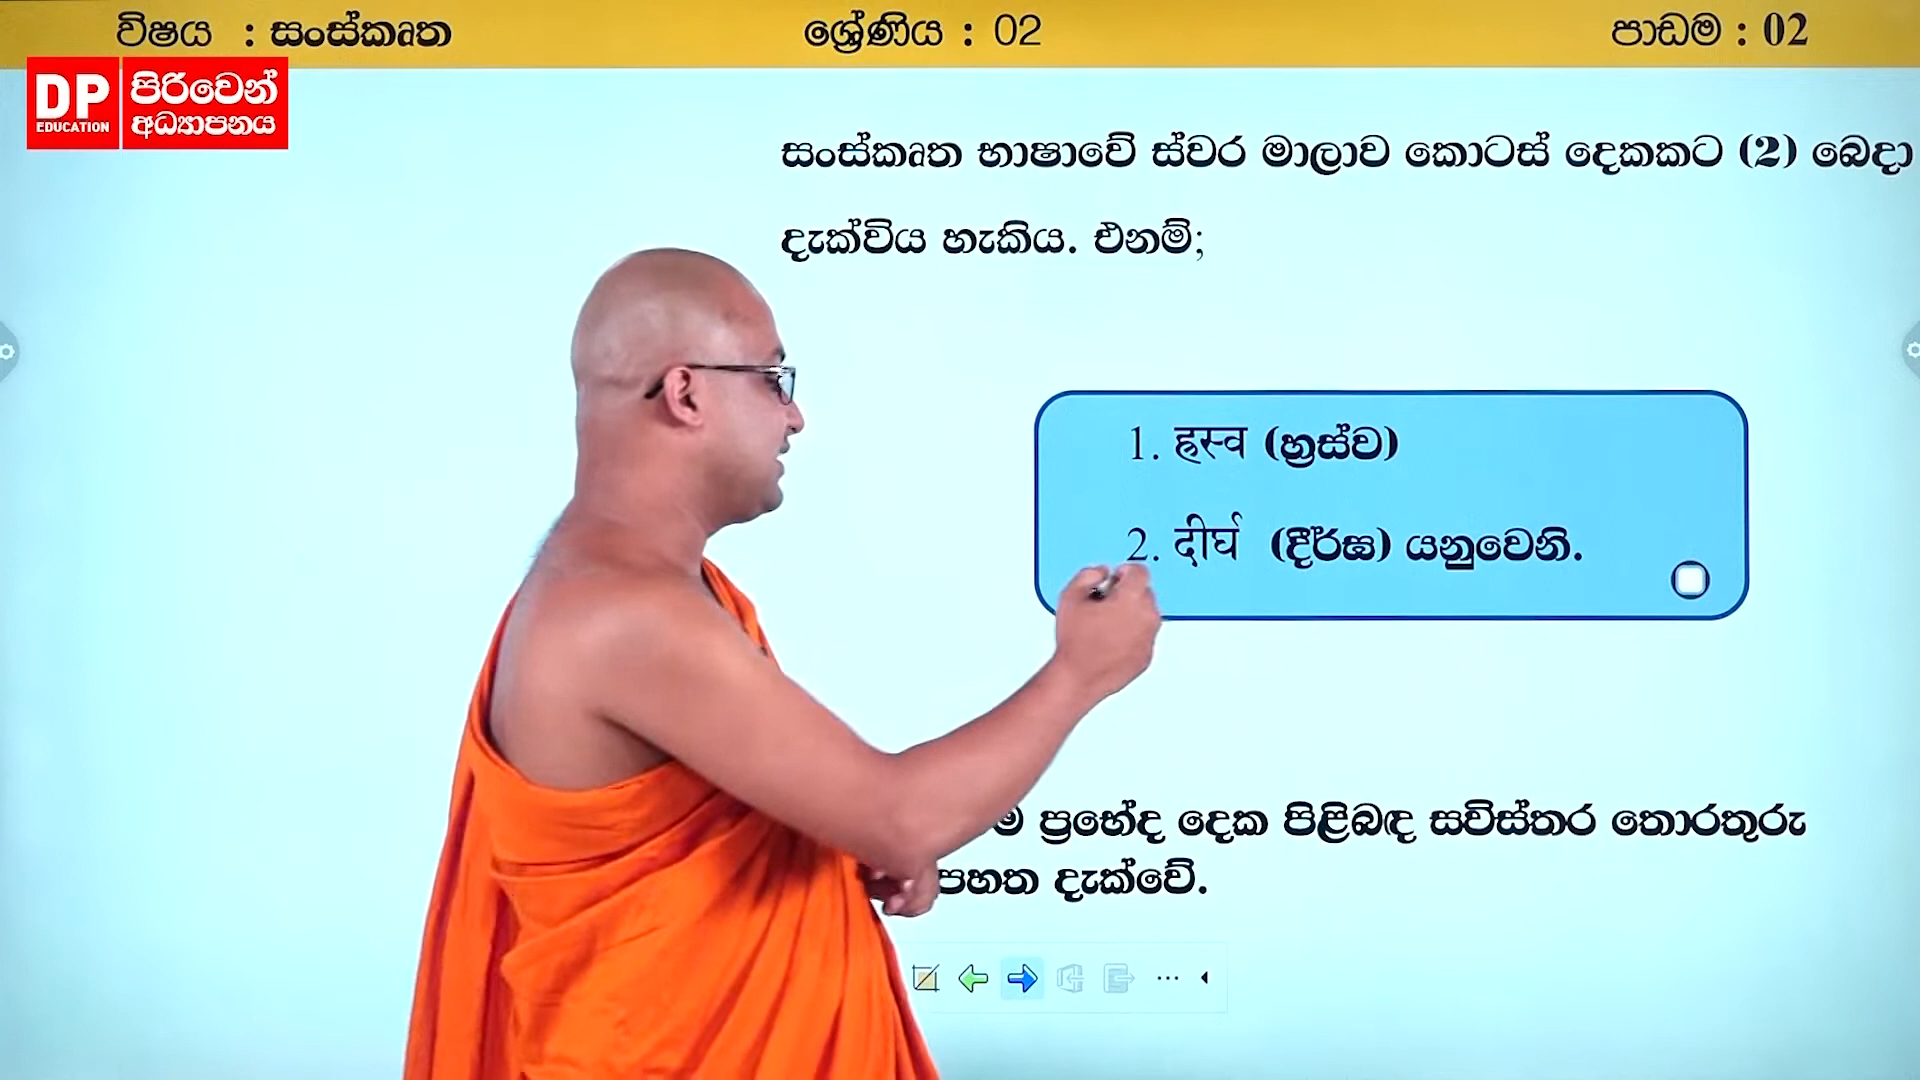 විෂය : සංස්කෘත ශ්‍රේණිය : 02 පාඩම : 02
DP EDUCATION පිරිවෙන් අධ්‍යාපනය
සංස්කෘත භාෂාවේ ස්වර මාලාව කොටස් දෙකකට (2) බෙදා
දැක්විය හැකිය. එනම්;
1. ह्रस्व (හ්‍රස්ව)
2. दीर्घ (දීර්ඝ) යනුවෙනි.
ම ප්‍රභේද දෙක පිළිබඳ සවිස්තර තොරතුරු
පහත දැක්වේ.